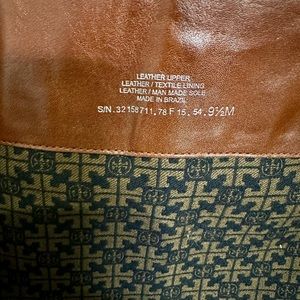 LEATHER UPPER
LEATHER / TEXTILE LINING
LEATHER / MAN MADE SOLE
MADE IN BRAZIL
S/N. 32158711. 78 F 15. 54. 9½M